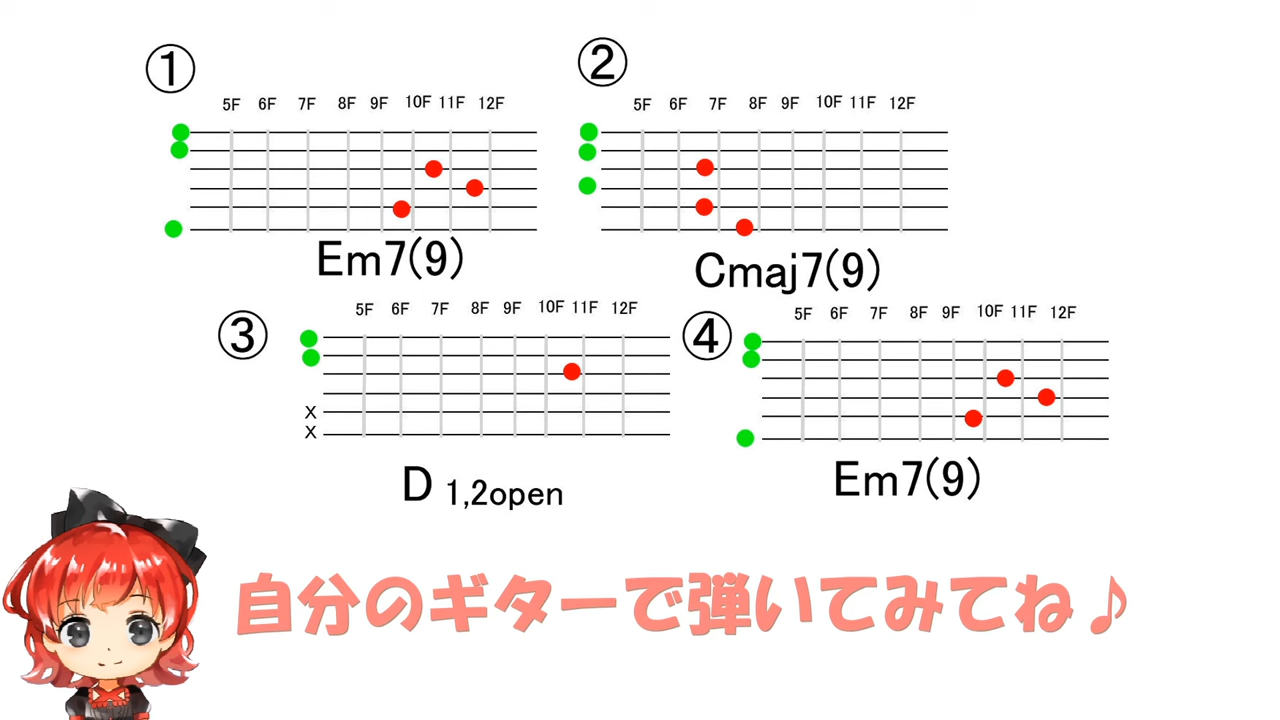 ①
5F 6F 7F 8F 9F 10F 11F 12F
Em7(9)
②
5F 6F 7F 8F 9F 10F 11F 12F
Cmaj7(9)
③
5F 6F 7F 8F 9F 10F 11F 12F
x
x
D 1,2open
④
5F 6F 7F 8F 9F 10F 11F 12F
Em7(9)
自分のギターで弾いてみてね♪